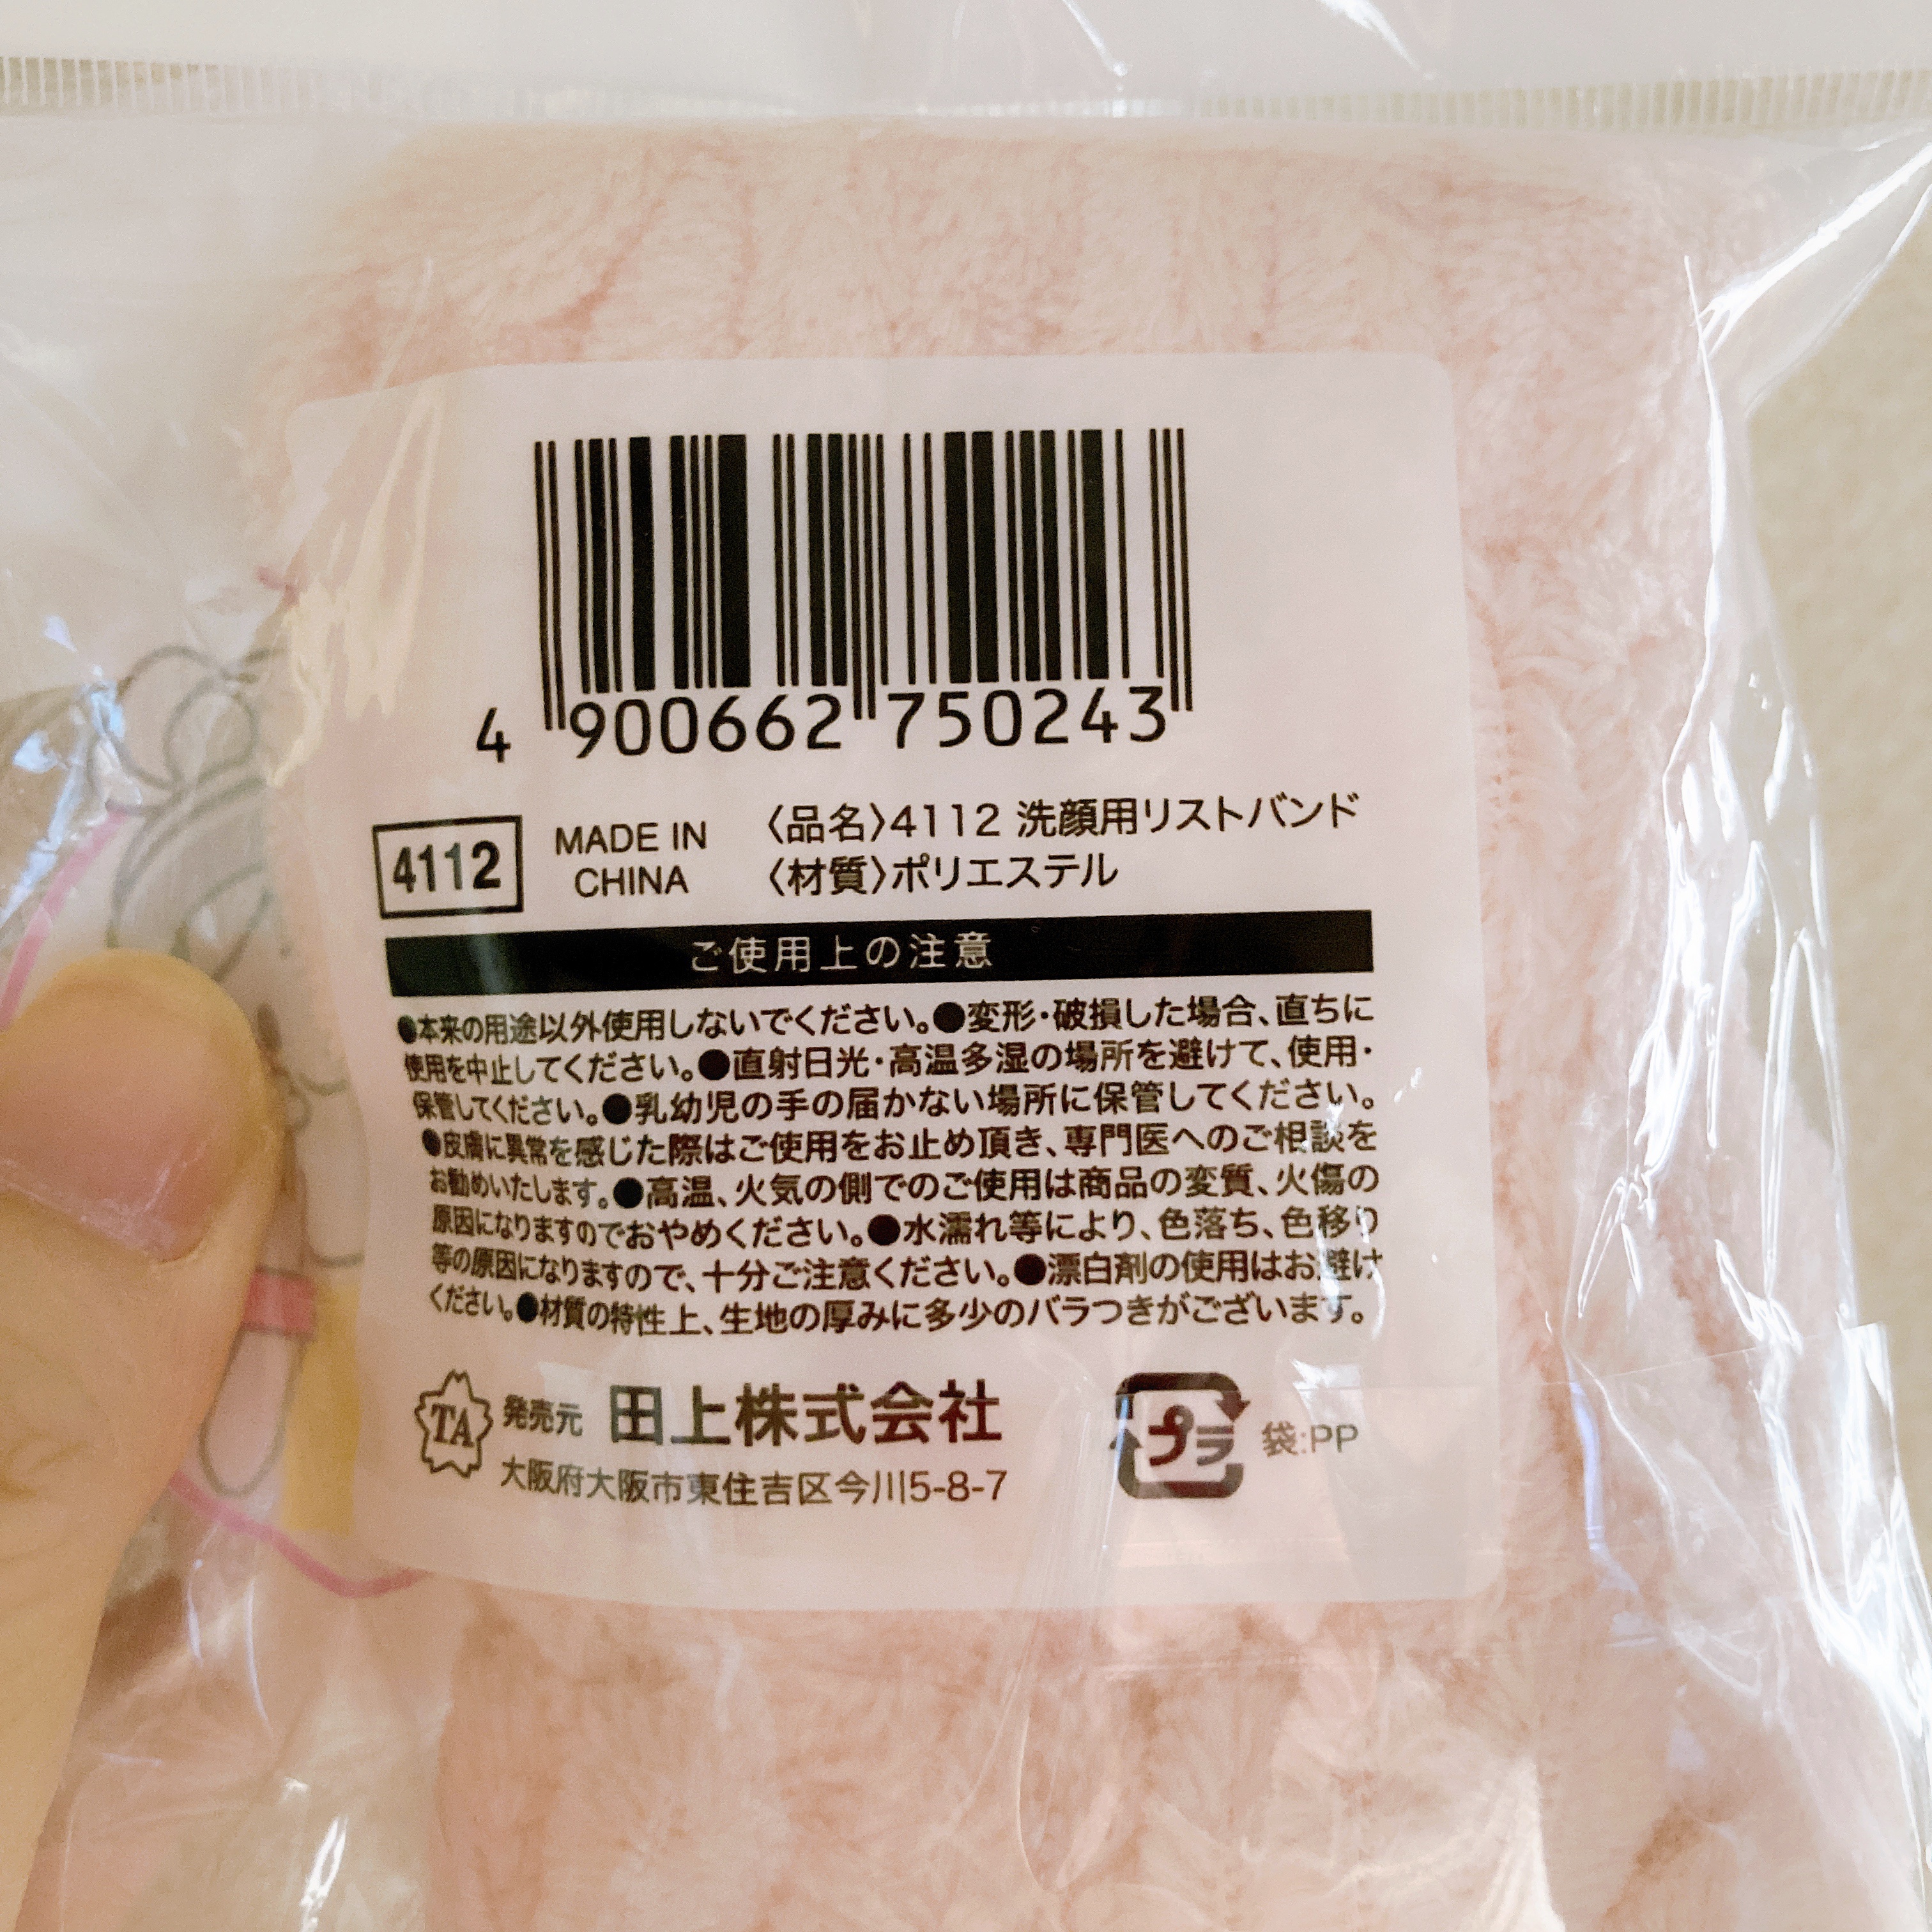 4 900662 750243
4112
MADE IN
CHINA
〈品名〉4112 洗顔用リストバンド
〈材質〉ポリエステル
ご使用上の注意
●本来の用途以外使用しないでください。●変形・破損した場合、直ちに
使用を中止してください。●直射日光・高温多湿の場所を避けて、使用・
保管してください。●乳幼児の手の届かない場所に保管してください。
●皮膚に異常を感じた際はご使用をお止め頂き、専門医へのご相談を
お勧めいたします。●高温、火気の側でのご使用は商品の変質、火傷の
原因になりますのでおやめください。●水濡れ等により、色落ち、色移り
等の原因になりますので、十分ご注意ください。●漂白剤の使用はお避け
ください。●材質の特性上、生地の厚みに多少のバラつきがございます。
TA 発売元 田上株式会社
大阪府大阪市東住吉区今川5-8-7
プラ 袋:PP